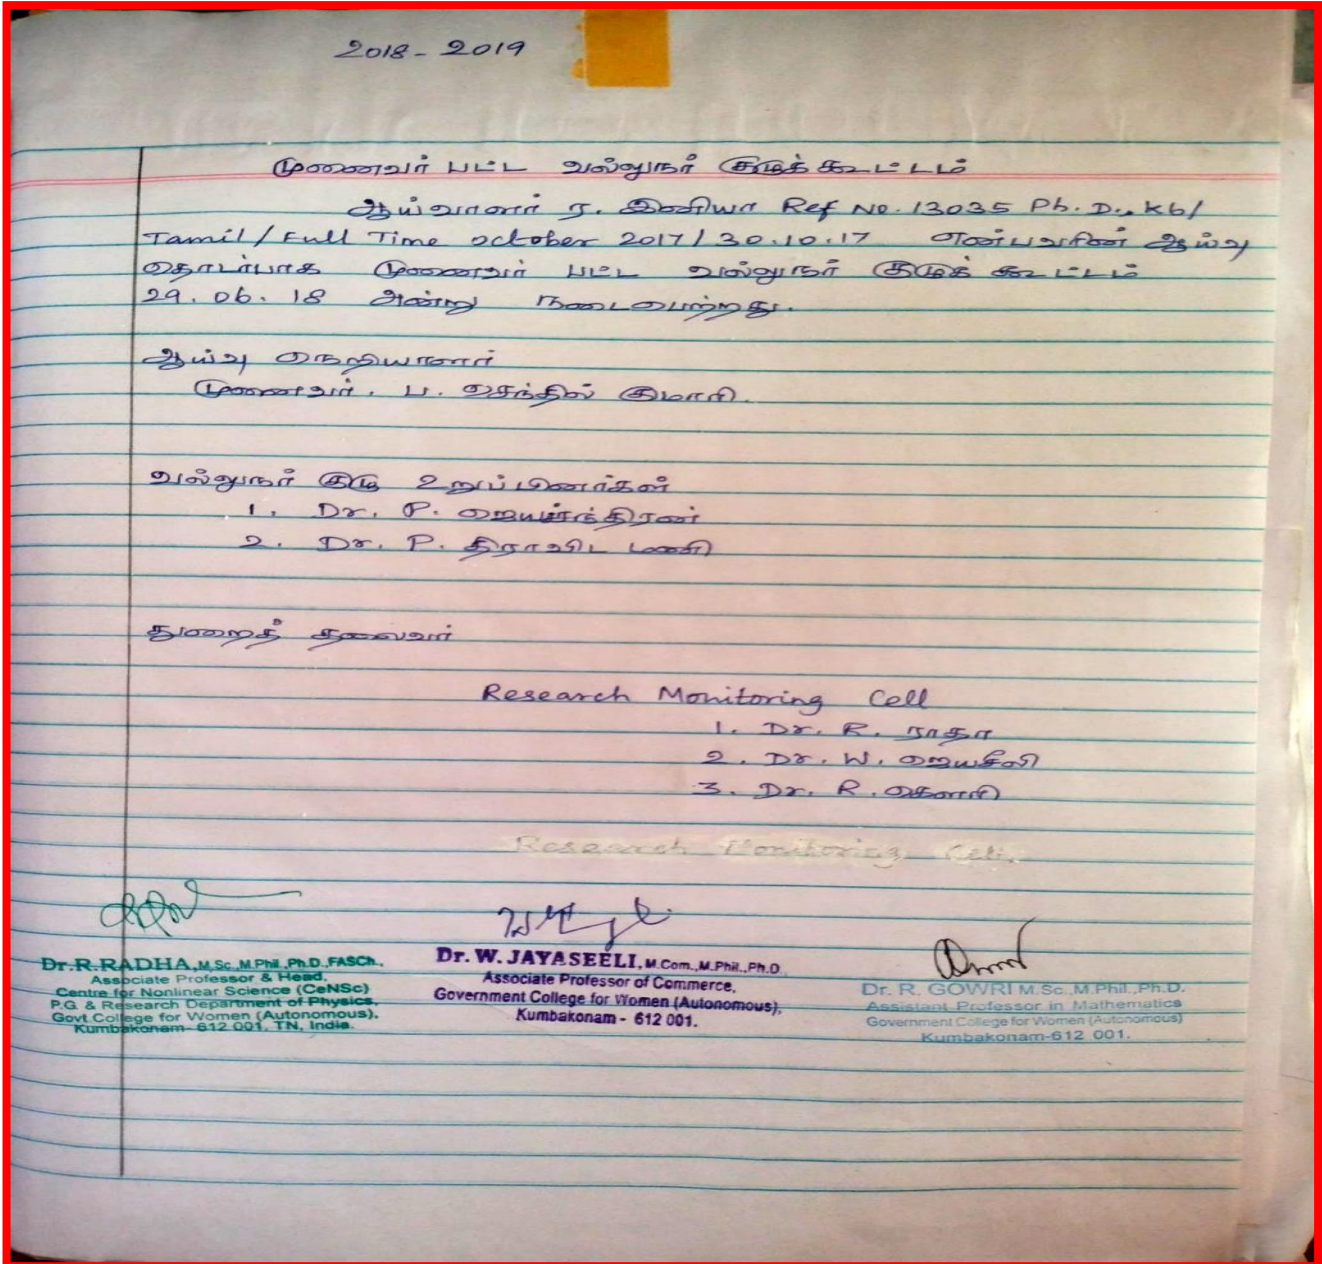 2018 - 2019
முனைவர் பட்ட வல்லுநர் குழுக் கூட்டம்
ஆய்வாளர் ர. இனியா Ref No. 13035 Ph. D., K6/
Tamil / Full Time october 2017 / 30.10.17 என்பவரின் ஆய்வு
தொடர்பாக முனைவர் பட்ட வல்லுநர் குழுக் கூட்டம்
29.06.18 அன்று நடைபெற்றது.
ஆய்வு நெறியாளர்
முனைவர். ப. செந்தில் குமாரி.
வல்லுநர் குழு உறுப்பினர்கள்
1. Dr. P. ஜெயச்சந்திரன்
2. Dr. P. திராவிட மணி
துறைத் தலைவர்
Research Monitoring Cell
1. Dr. R. ராதா
2. Dr. W. ஜெயசீலி
3. Dr. R. கௌரி
Research Monitoring Cell.
Dr.R.RADHA, M.Sc.,M.Phil.,Ph.D.,FASCh.,
Associate Professor & Head,
Centre for Nonlinear Science (CeNSc)
P.G. & Research Department of Physics,
Govt College for Women (Autonomous),
Kumbakonam- 612 001, TN, India.
Dr. W. JAYASEELI, M.Com.,M.Phil.,Ph.D.
Associate Professor of Commerce,
Government College for Women (Autonomous),
Kumbakonam - 612 001.
Dr. R. GOWRI M.Sc.,M.Phil.,Ph.D.
Assistant Professor in Mathematics
Government College for Women (Autonomous)
Kumbakonam-612 001.